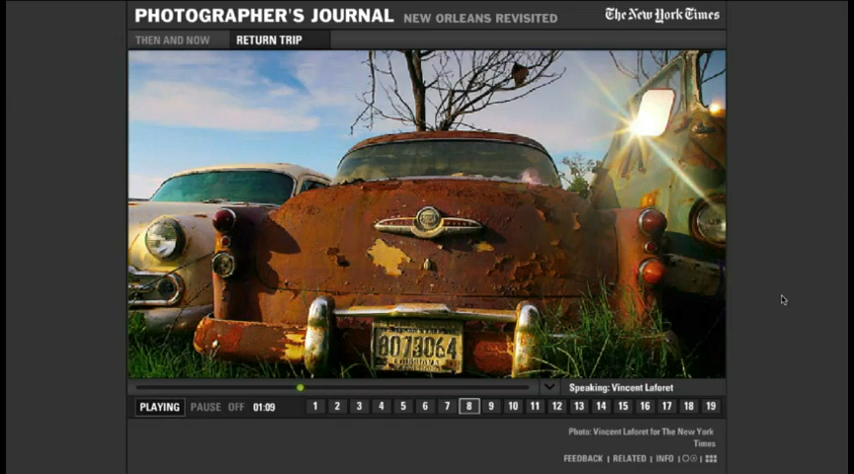 PHOTOGRAPHER'S JOURNAL NEW ORLEANS REVISITED The New York Times
THEN AND NOW RETURN TRIP
Speaking: Vincent Laforet
PLAYING PAUSE OFF 01:09 1 2 3 4 5 6 7 8 9 10 11 12 13 14 15 16 17 18 19
Photo: Vincent Laforet for The New York
Times
FEEDBACK | RELATED | INFO |